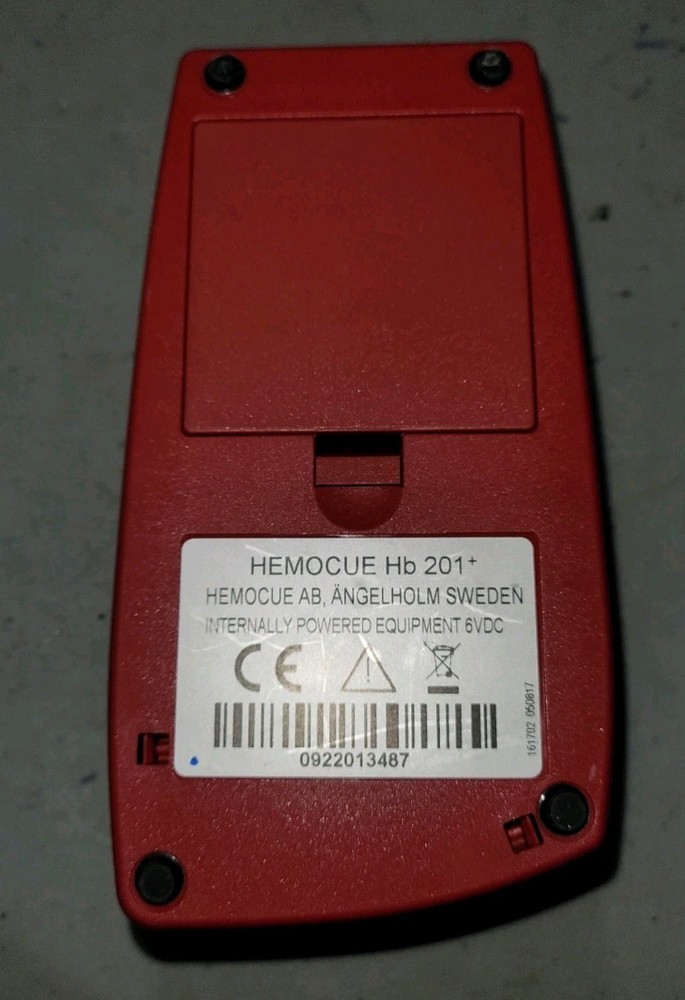 HEMOCUE Hb 201+
HEMOCUE AB, ÄNGELHOLM SWEDEN
INTERNALLY POWERED EQUIPMENT 6VDC
CE
0922013487
161702 050817